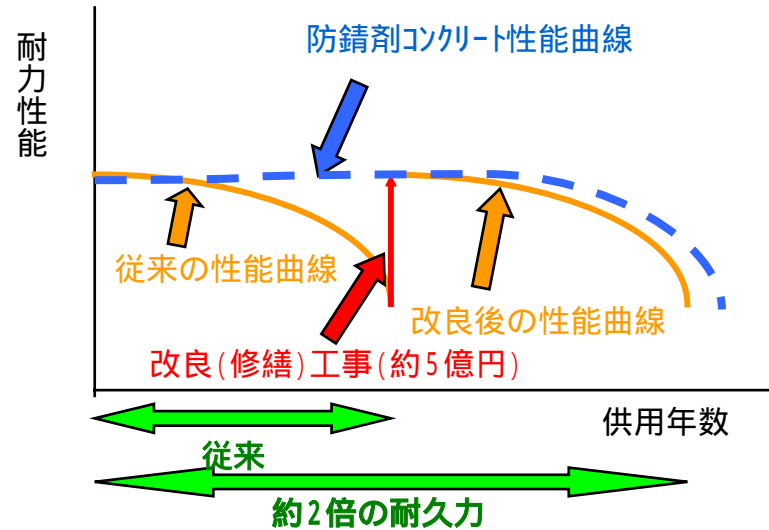 耐力性能
防錆剤コンクリート性能曲線
従来の性能曲線
改良後の性能曲線
改良(修繕)工事(約5億円)
供用年数
従来
約2倍の耐久力